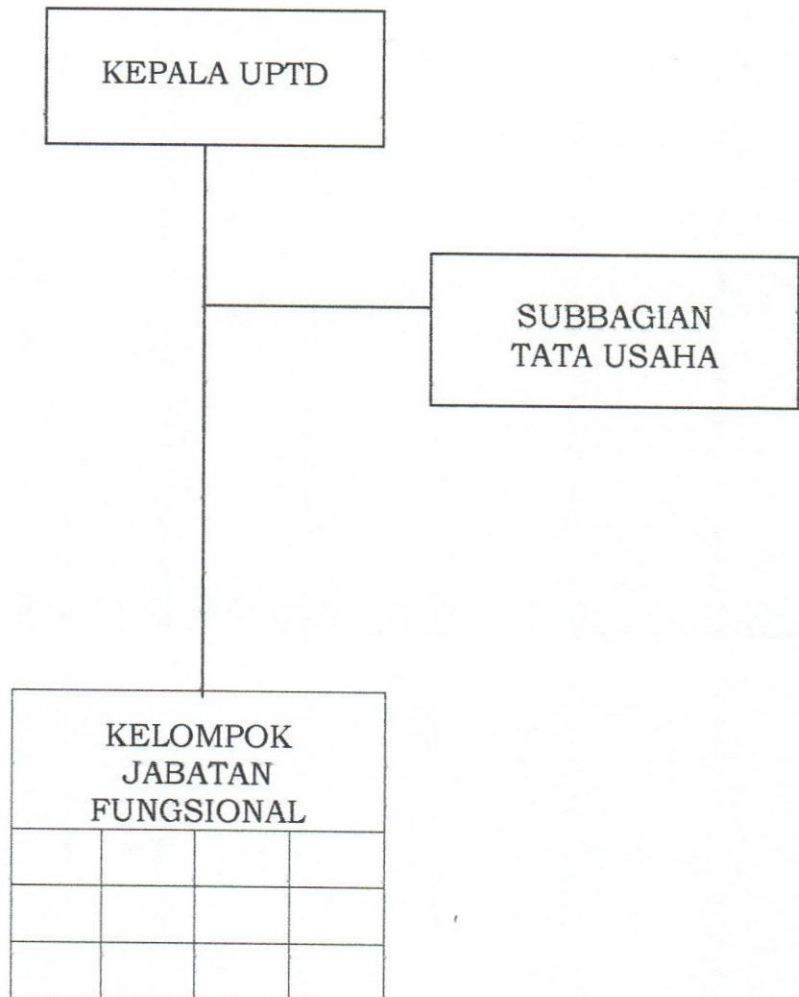 KEPALA UPTD
SUBBAGIAN
TATA USAHA
KELOMPOK
JABATAN
FUNGSIONAL